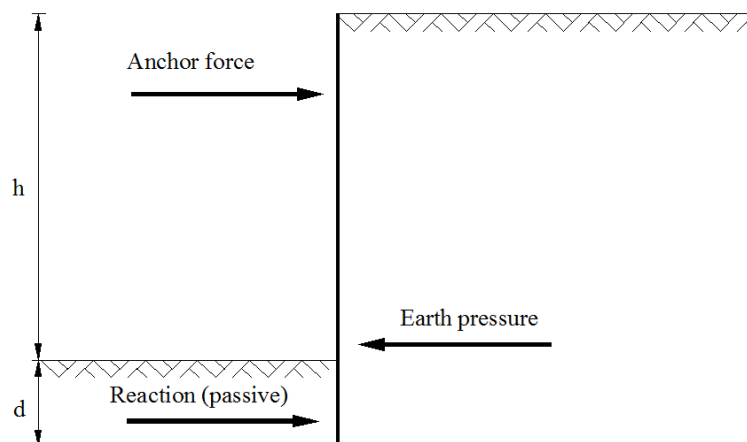 Anchor force
h
Earth pressure
Reaction (passive)
d